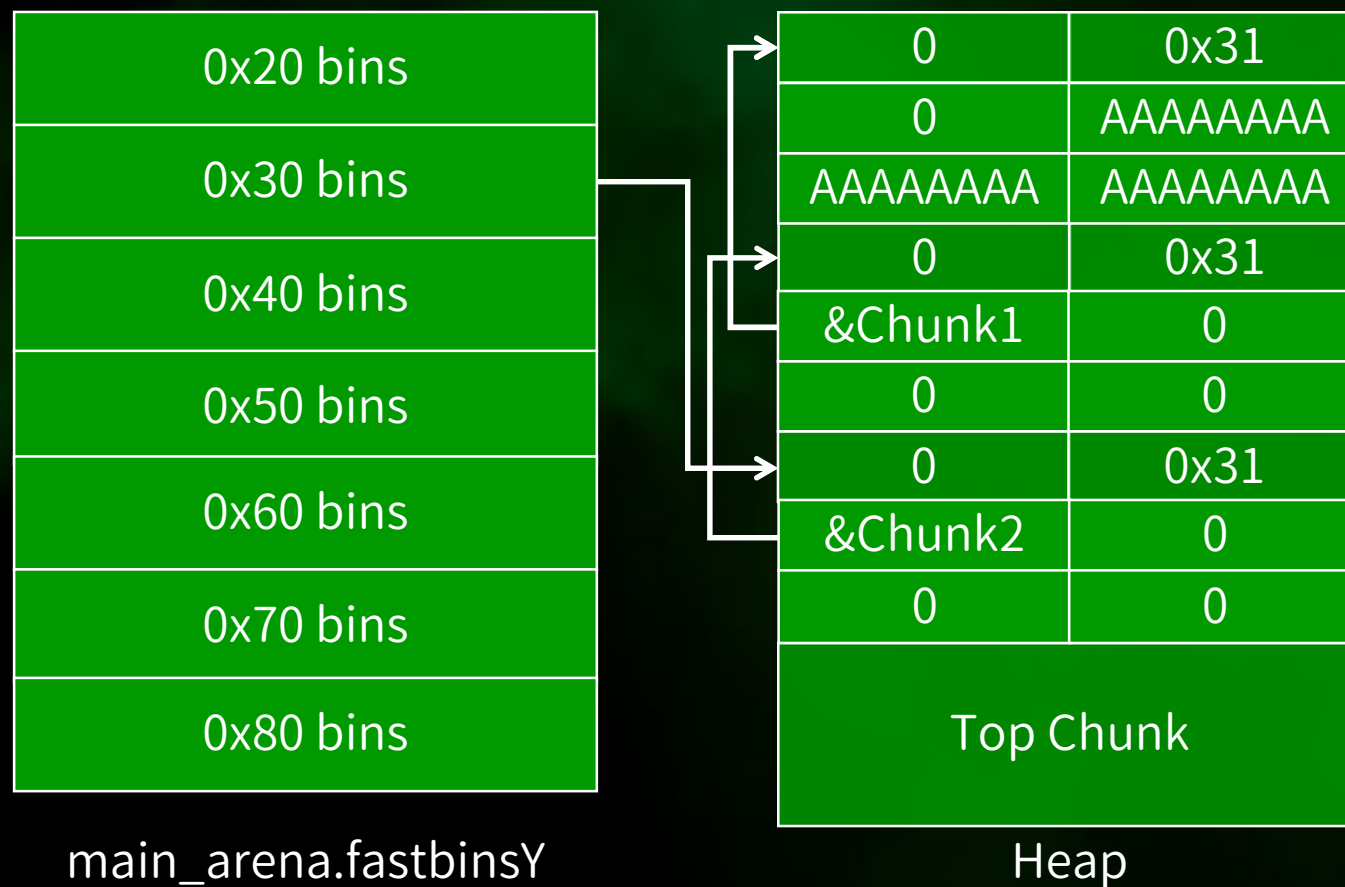 0x20 bins
0x30 bins
0x40 bins
0x50 bins
0x60 bins
0x70 bins
0x80 bins
main_arena.fastbinsY
0 0x31
0 AAAAAAAA
AAAAAAAA AAAAAAAA
0 0x31
&Chunk1 0
0 0
0 0x31
&Chunk2 0
0 0
Top Chunk
Heap